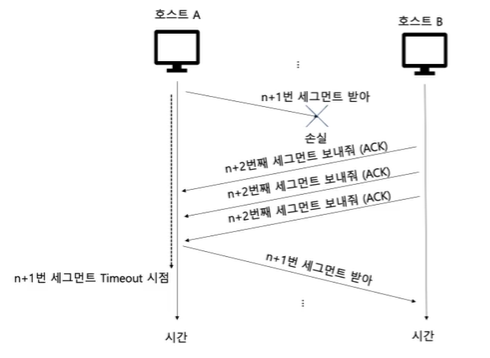 호스트 A
호스트 B
⋮
n+1번 세그먼트 받아
손실
n+2번째 세그먼트 보내줘 (ACK)
n+2번째 세그먼트 보내줘 (ACK)
n+2번째 세그먼트 보내줘 (ACK)
n+1번 세그먼트 Timeout 시점
n+1번 세그먼트 받아
⋮
시간
시간